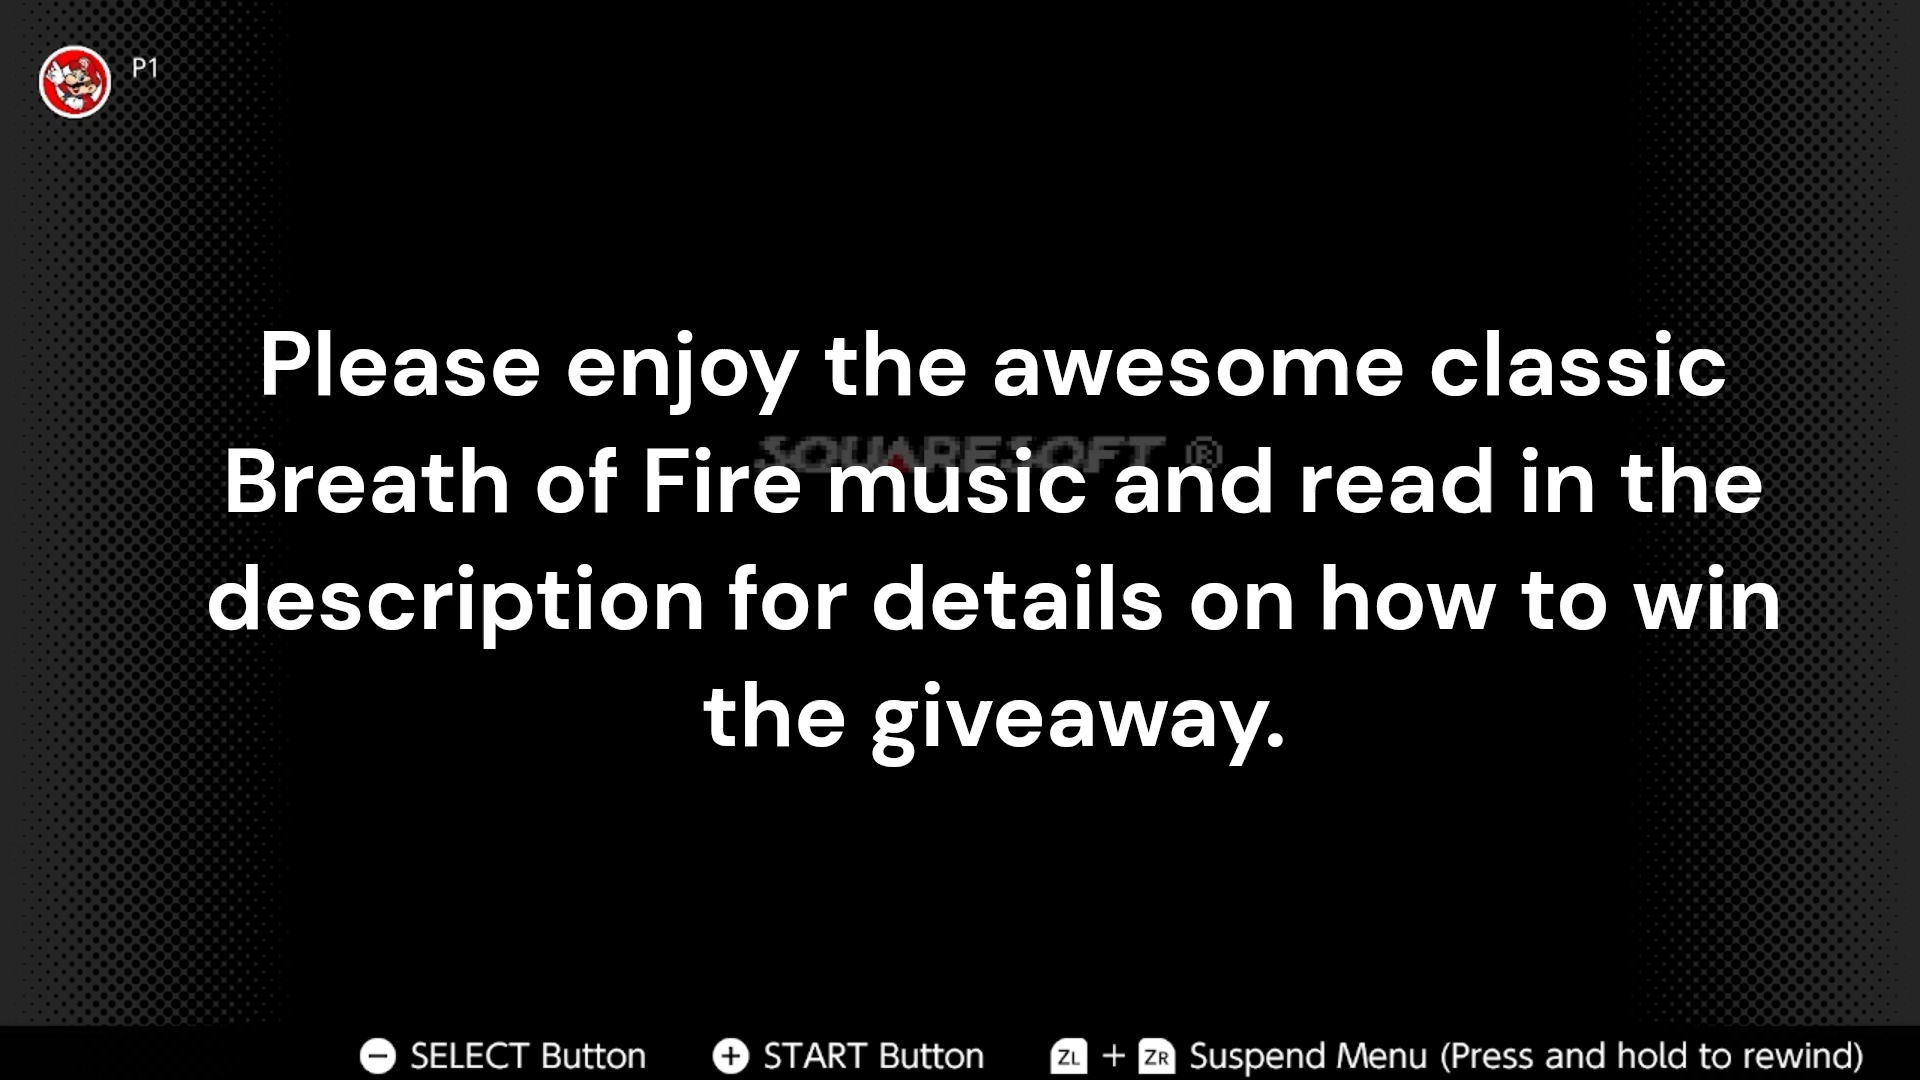 P1
Please enjoy the awesome classic
SQUARESOFT ®
Breath of Fire music and read in the
description for details on how to win
the giveaway.
SELECT Button START Button ZL + ZR Suspend Menu (Press and hold to rewind)